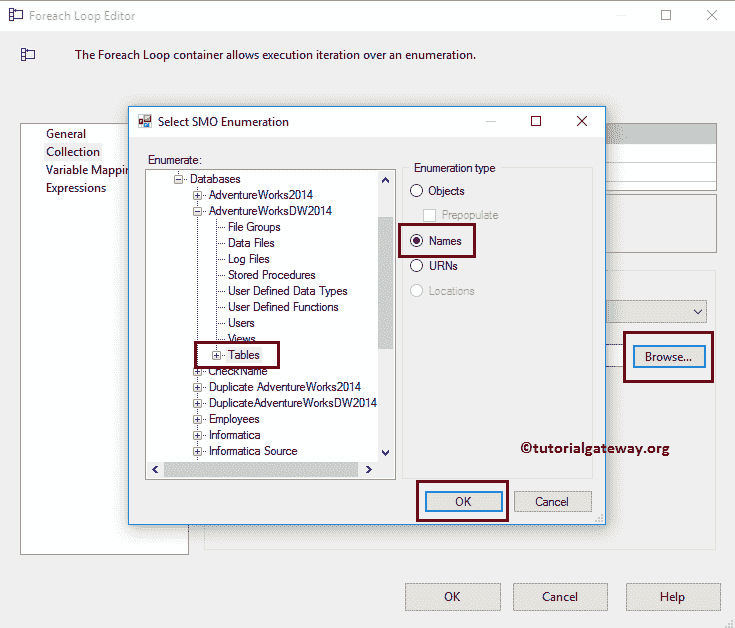 Foreach Loop Editor
The Foreach Loop container allows execution iteration over an enumeration.
General
Collection
Variable Mappin
Expressions
Select SMO Enumeration
Enumerate:
Databases
AdventureWorks2014
AdventureWorksDW2014
File Groups
Data Files
Log Files
Stored Procedures
User Defined Data Types
User Defined Functions
Users
Views
Tables
CheckName
Duplicate AdventureWorks2014
DuplicateAdventureWorksDW2014
Employees
Informatica
Informatica Source
Enumeration type
Objects
Prepopulate
Names
URNs
Locations
Browse...
©tutorialgateway.org
OK
Cancel
OK
Cancel
Help